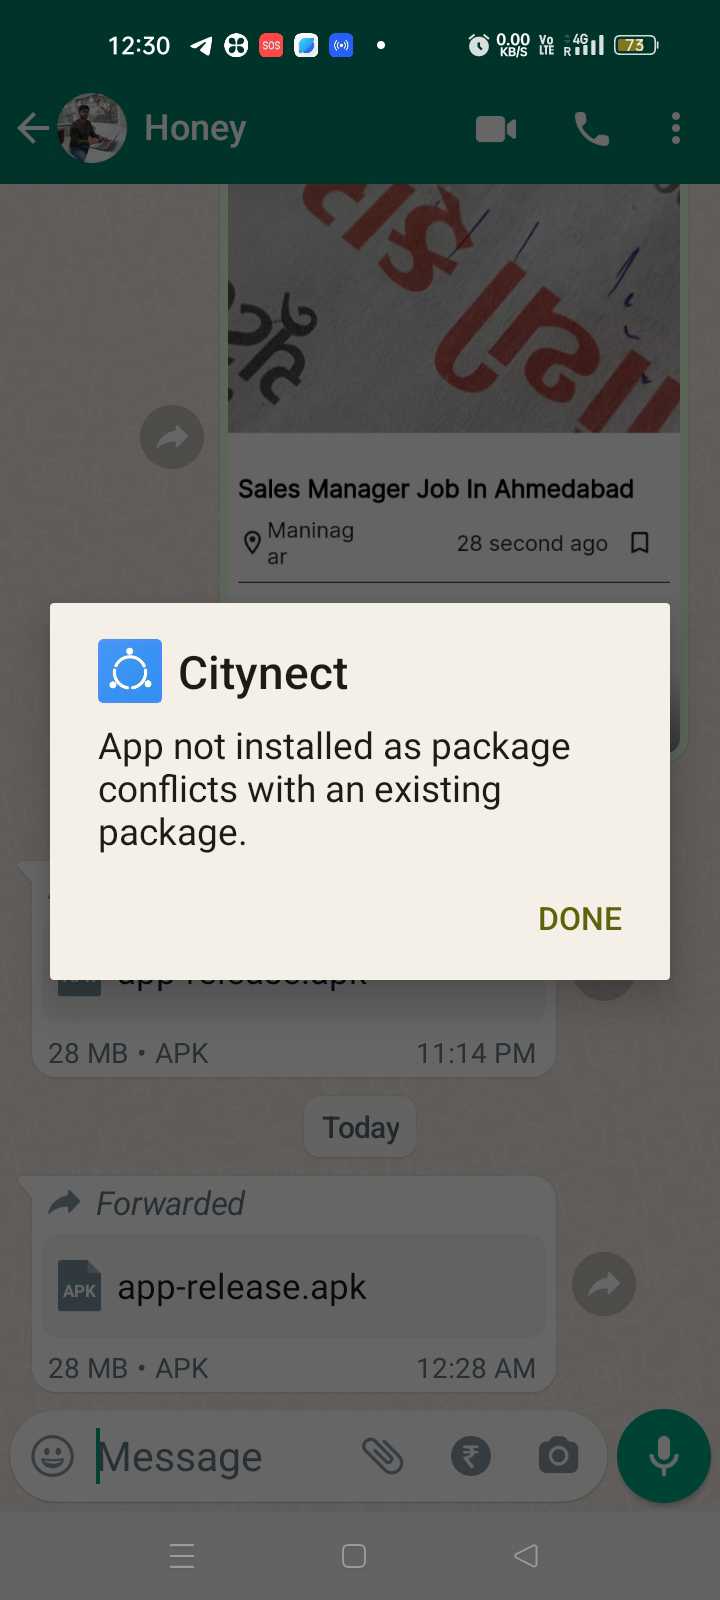 12:30
SOS
0.00
KB/S
Vo
LTE
4G
R
73
Honey
Sales Manager Job In Ahmedabad
Maninag
ar
28 second ago
Citynect
App not installed as package
conflicts with an existing
package.
DONE
app-release.apk
28 MB • APK
11:14 PM
Today
Forwarded
APK
app-release.apk
28 MB • APK
12:28 AM
Message
₹